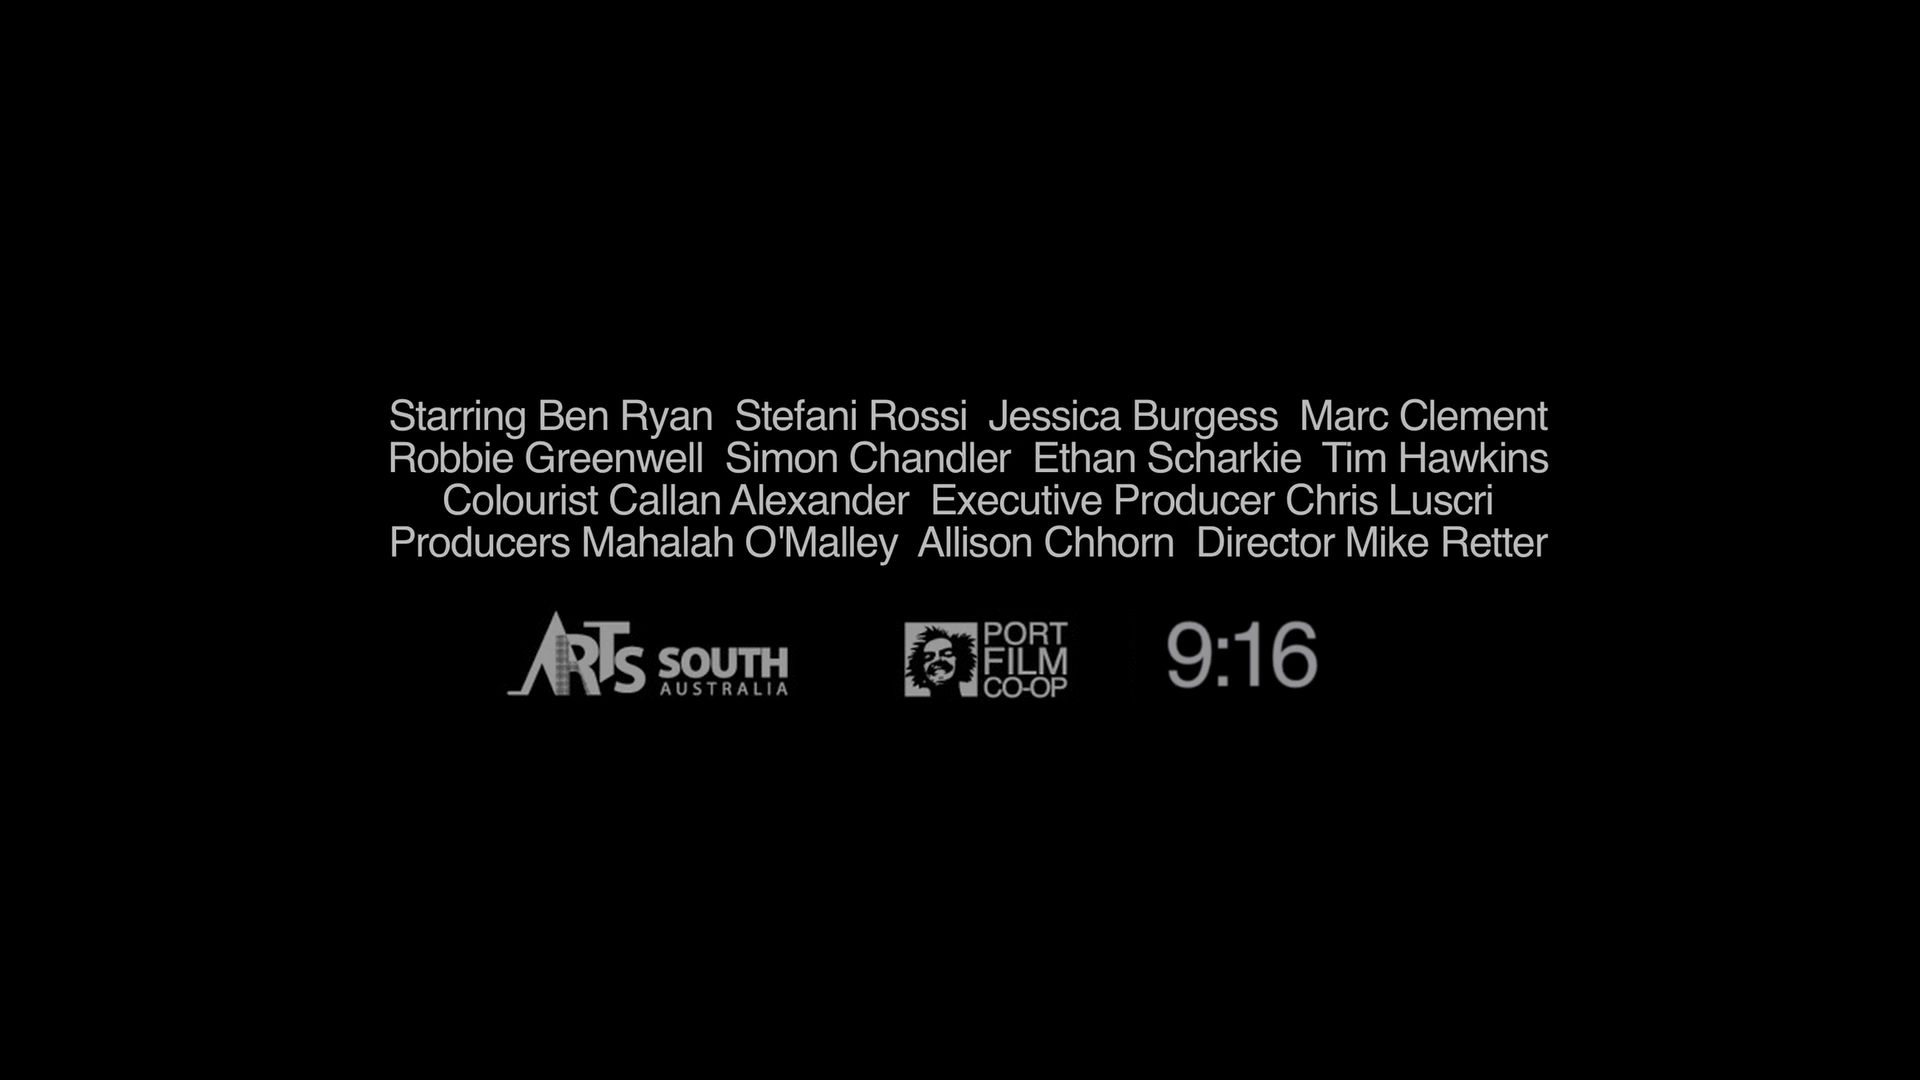 Starring Ben Ryan  Stefani Rossi  Jessica Burgess  Marc Clement
Robbie Greenwell  Simon Chandler  Ethan Scharkie  Tim Hawkins
Colourist Callan Alexander  Executive Producer Chris Luscri
Producers Mahalah O'Malley  Allison Chhorn  Director Mike Retter
ARTS SOUTH
AUSTRALIA
PORT
FILM
CO-OP
9:16